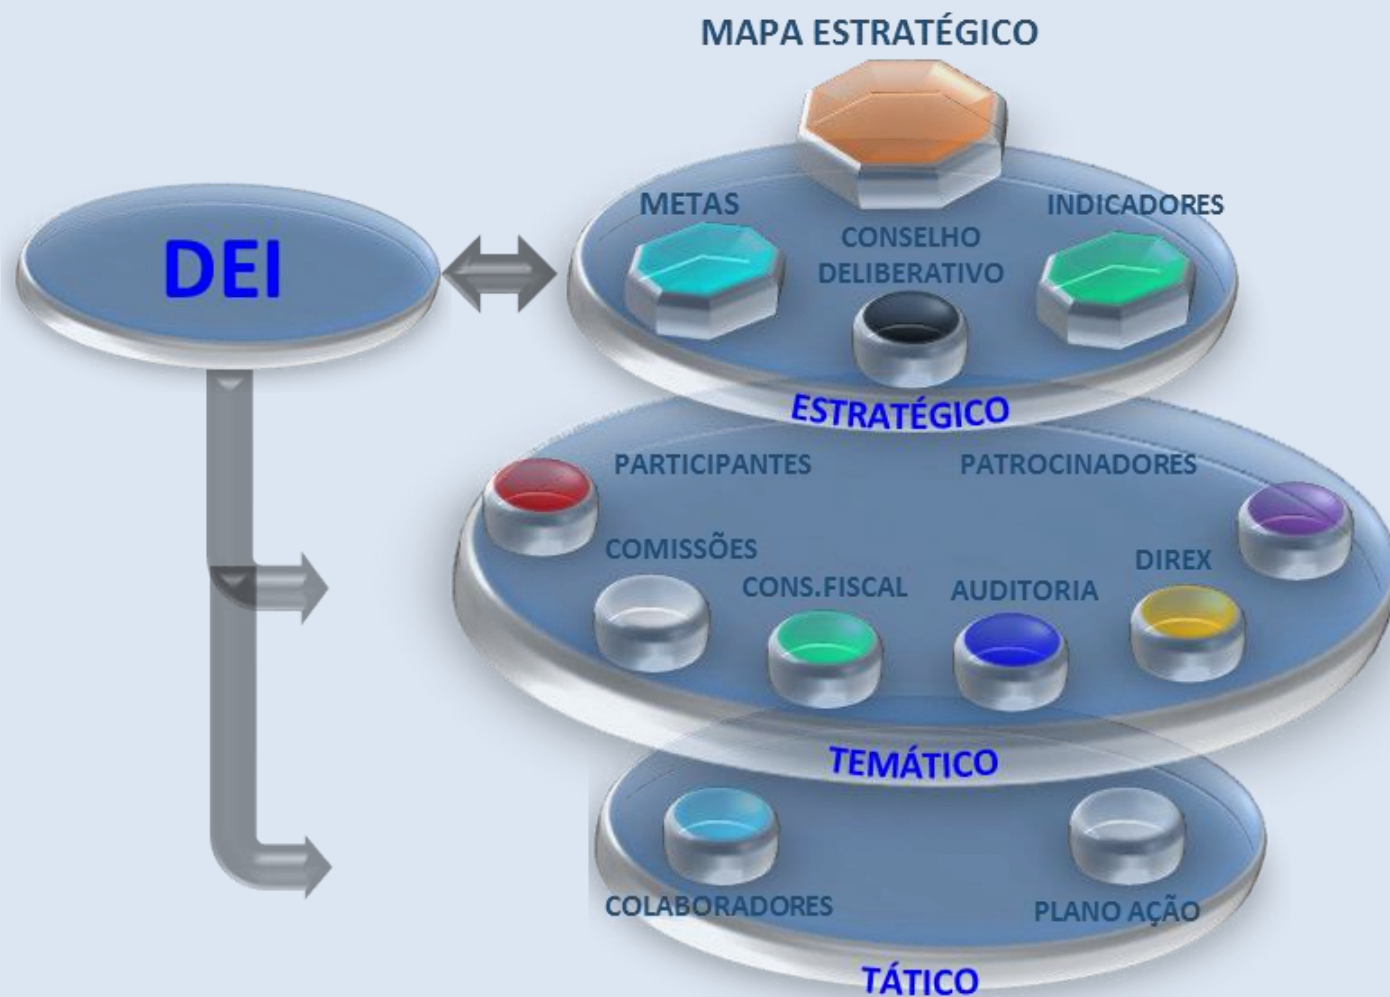 MAPA ESTRATÉGICO
METAS
INDICADORES
CONSELHO
DELIBERATIVO
DEI
ESTRATÉGICO
PARTICIPANTES
PATROCINADORES
COMISSÕES
DIREX
CONS.FISCAL
AUDITORIA
TEMÁTICO
COLABORADORES
PLANO AÇÃO
TÁTICO